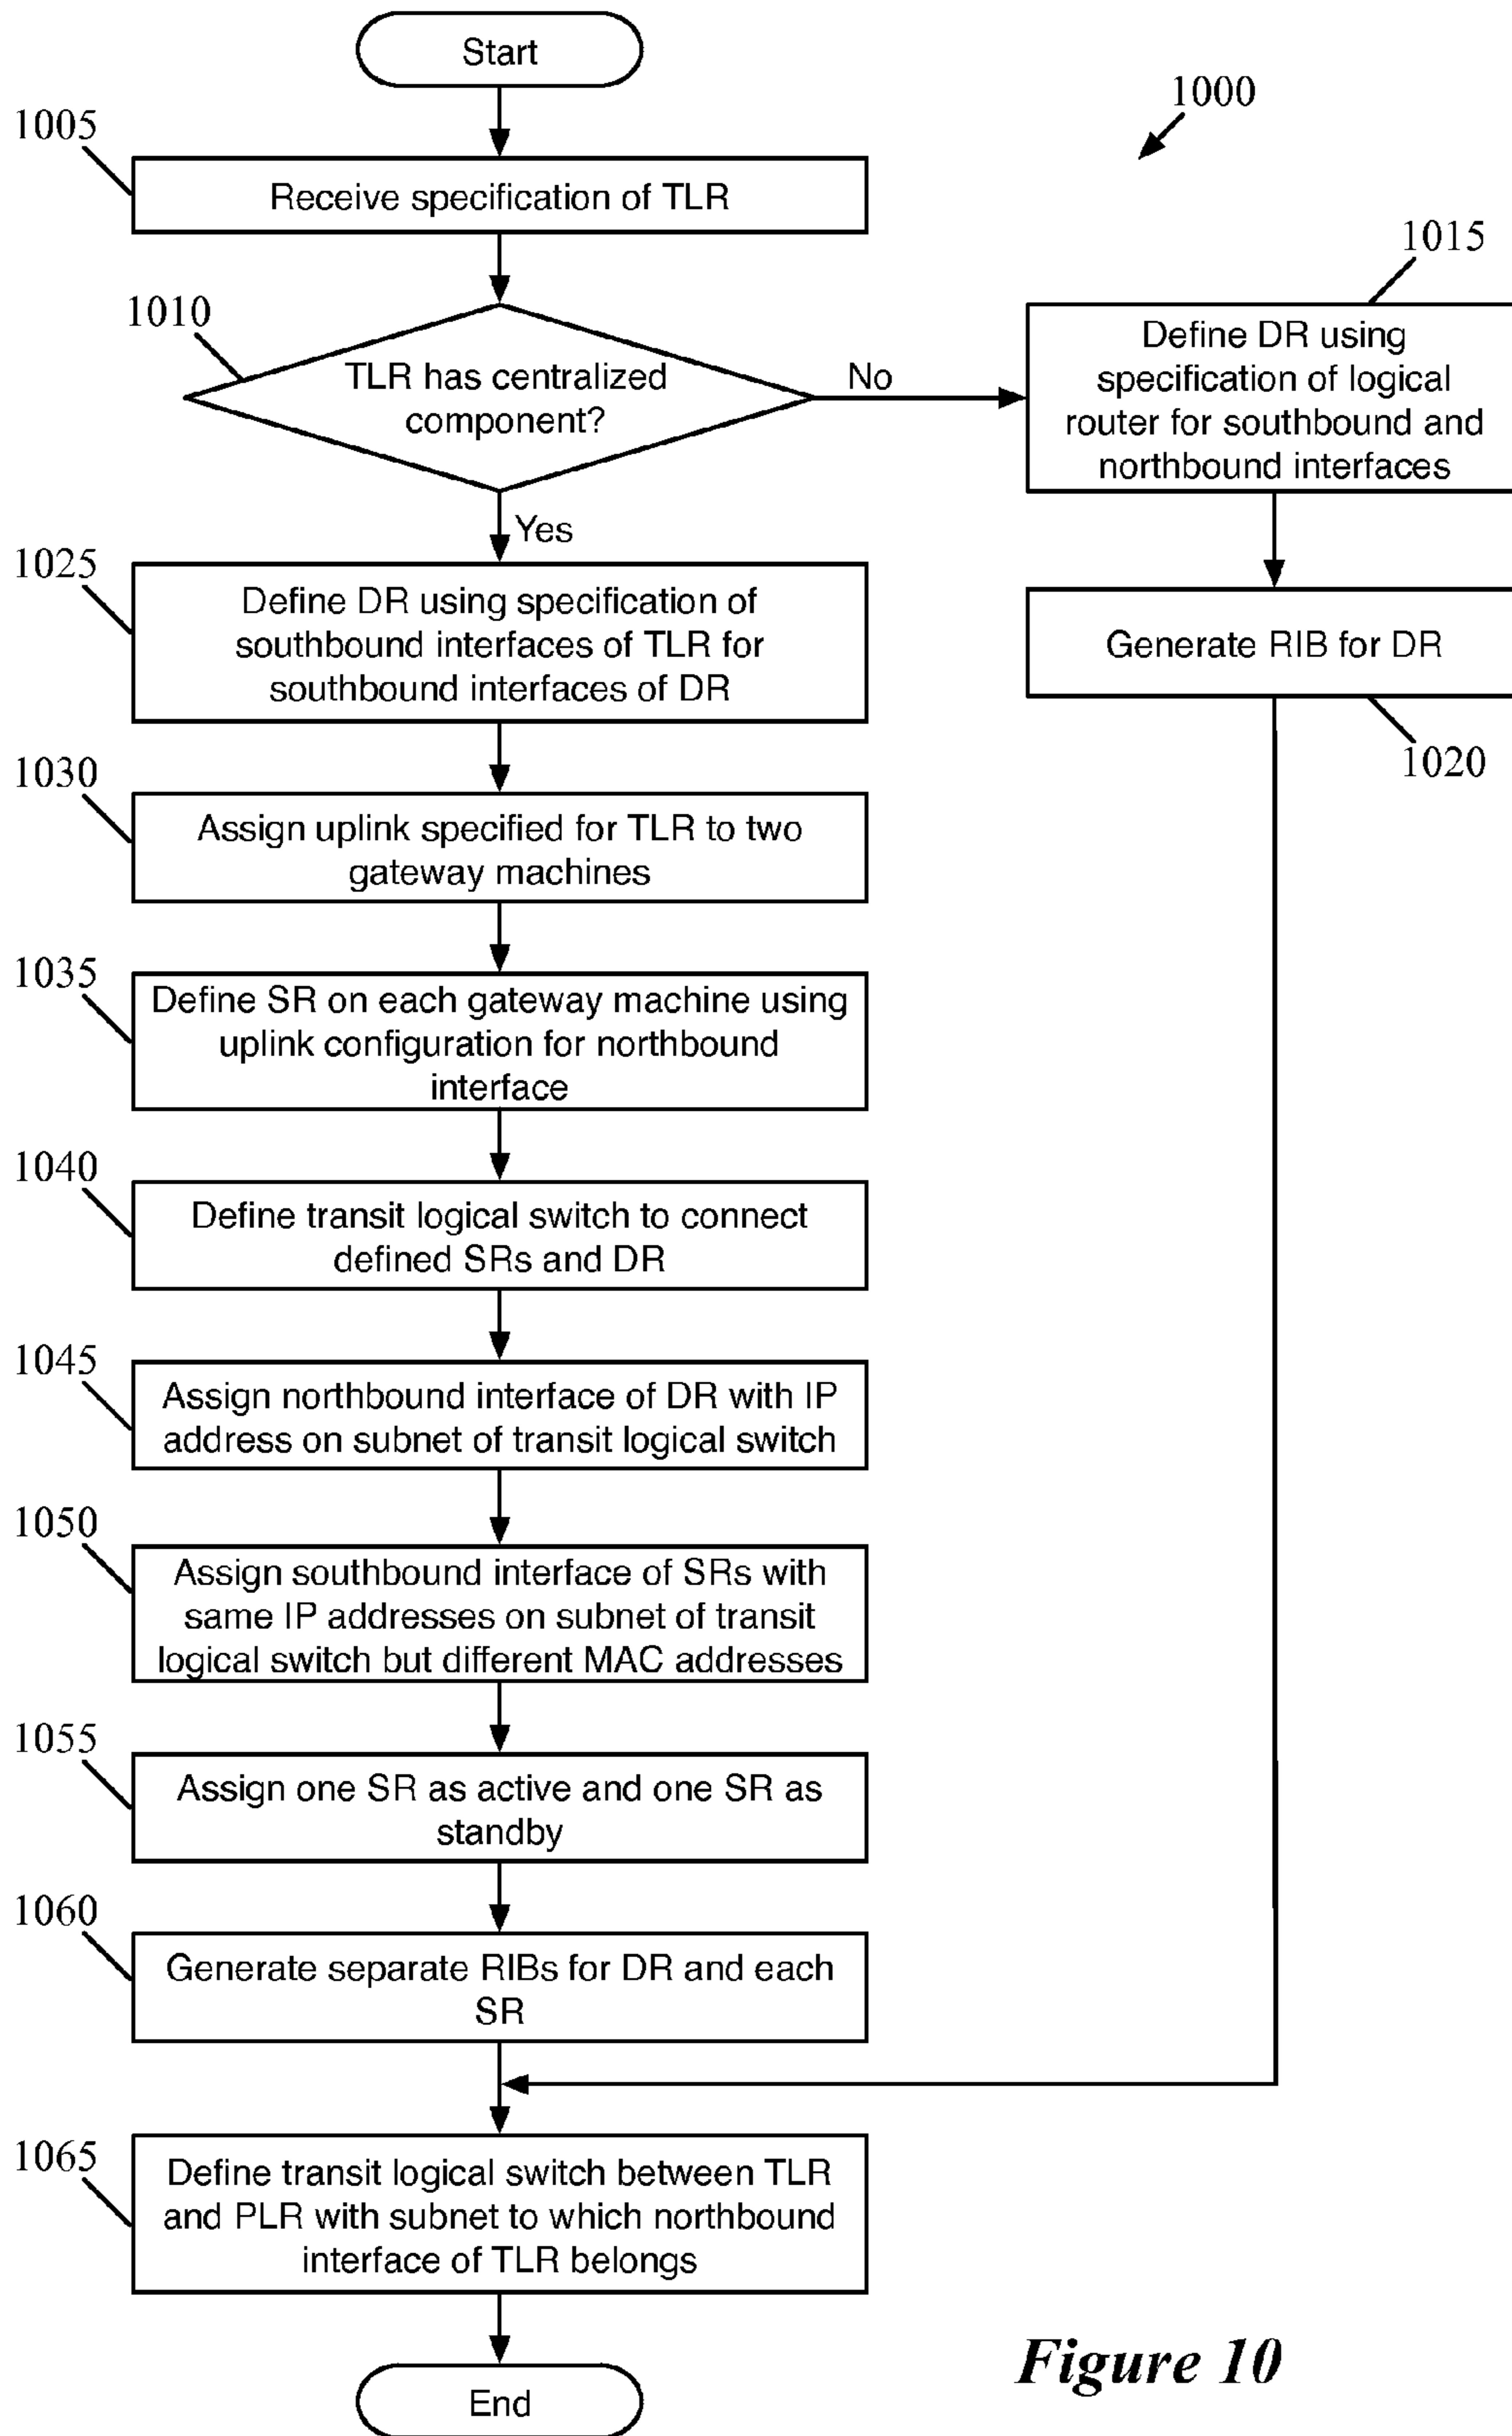 Start
1000
1005
Receive specification of TLR
1010
TLR has centralized
component?
No
1015
Define DR using
specification of logical
router for southbound and
northbound interfaces
Yes
1025
Define DR using specification of
southbound interfaces of TLR for
southbound interfaces of DR
Generate RIB for DR
1020
1030
Assign uplink specified for TLR to two
gateway machines
1035
Define SR on each gateway machine using
uplink configuration for northbound
interface
1040
Define transit logical switch to connect
defined SRs and DR
1045
Assign northbound interface of DR with IP
address on subnet of transit logical switch
1050
Assign southbound interface of SRs with
same IP addresses on subnet of transit
logical switch but different MAC addresses
1055
Assign one SR as active and one SR as
standby
1060
Generate separate RIBs for DR and each
SR
1065
Define transit logical switch between TLR
and PLR with subnet to which northbound
interface of TLR belongs
End
Figure 10